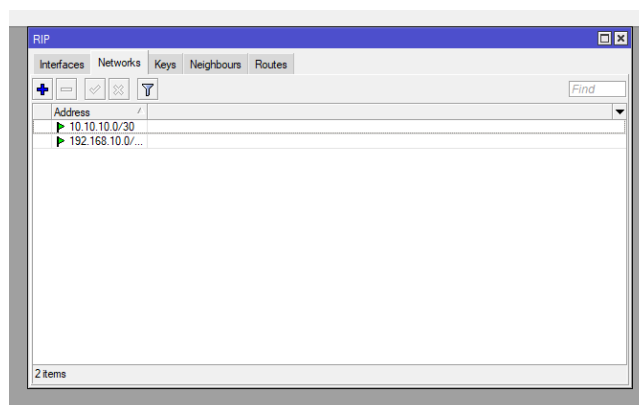 RIP
Interfaces Networks Keys Neighbours Routes
Find
Address
10.10.10.0/30
192.168.10.0/...
2 items